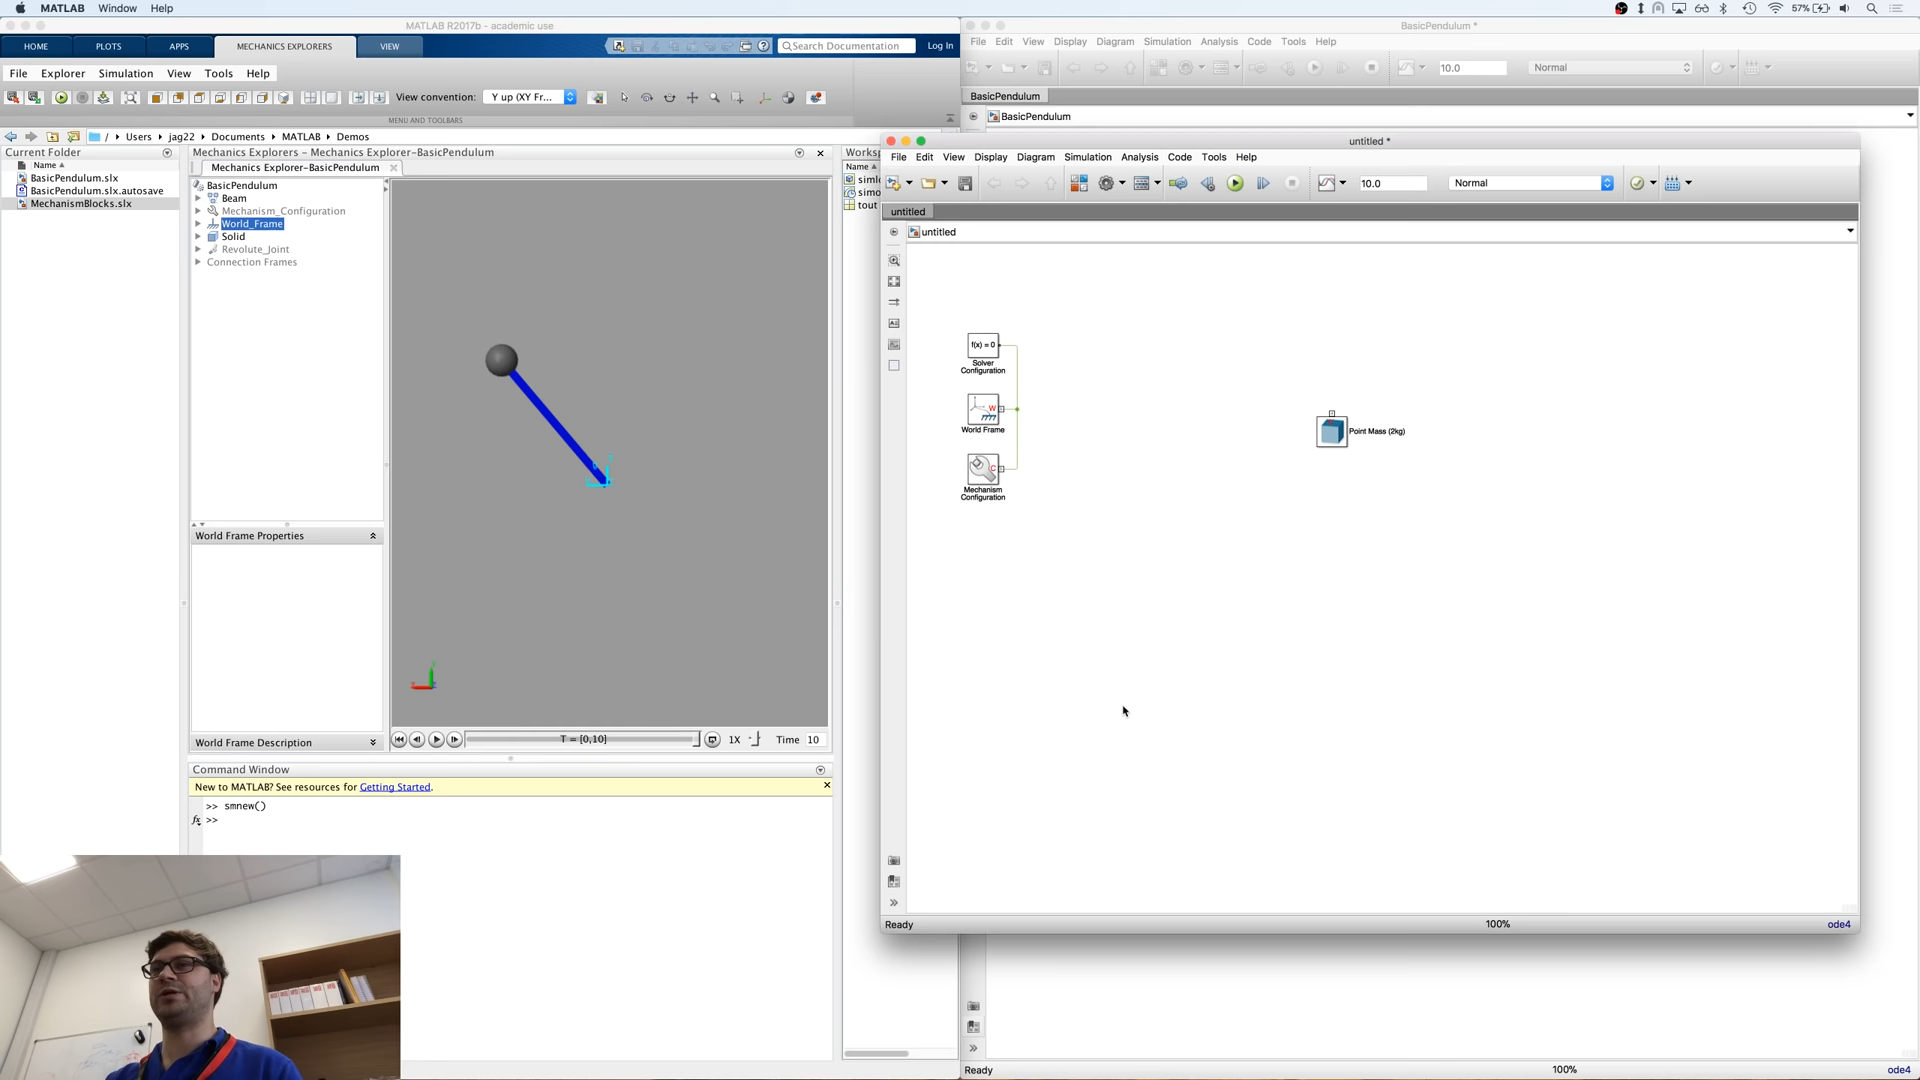 MATLAB Window Help
57%
MATLAB R2017b - academic use
HOME PLOTS APPS MECHANICS EXPLORERS VIEW
Search Documentation
Log In
File Explorer Simulation View Tools Help
View convention: Y up (XY Fr...
MENU AND TOOLBARS
/ Users jag22 Documents MATLAB Demos
Current Folder
Name
BasicPendulum.slx
BasicPendulum.slx.autosave
MechanismBlocks.slx
Mechanics Explorers - Mechanics Explorer-BasicPendulum
Mechanics Explorer-BasicPendulum
BasicPendulum
Beam
Mechanism_Configuration
World_Frame
Solid
Revolute_Joint
Connection Frames
World Frame Properties
World Frame Description
T = [0,10]
1X
Time 10
Command Window
New to MATLAB? See resources for Getting Started.
>> smnew()
fx >>
Worksp
Name
simlo
simo
tout
BasicPendulum *
File Edit View Display Diagram Simulation Analysis Code Tools Help
10.0
Normal
BasicPendulum
BasicPendulum
untitled *
File Edit View Display Diagram Simulation Analysis Code Tools Help
10.0
Normal
untitled
untitled
f(x) = 0
Solver
Configuration
W
World Frame
C
Mechanism
Configuration
Point Mass (2kg)
Ready
100%
ode4
Ready
100%
ode4